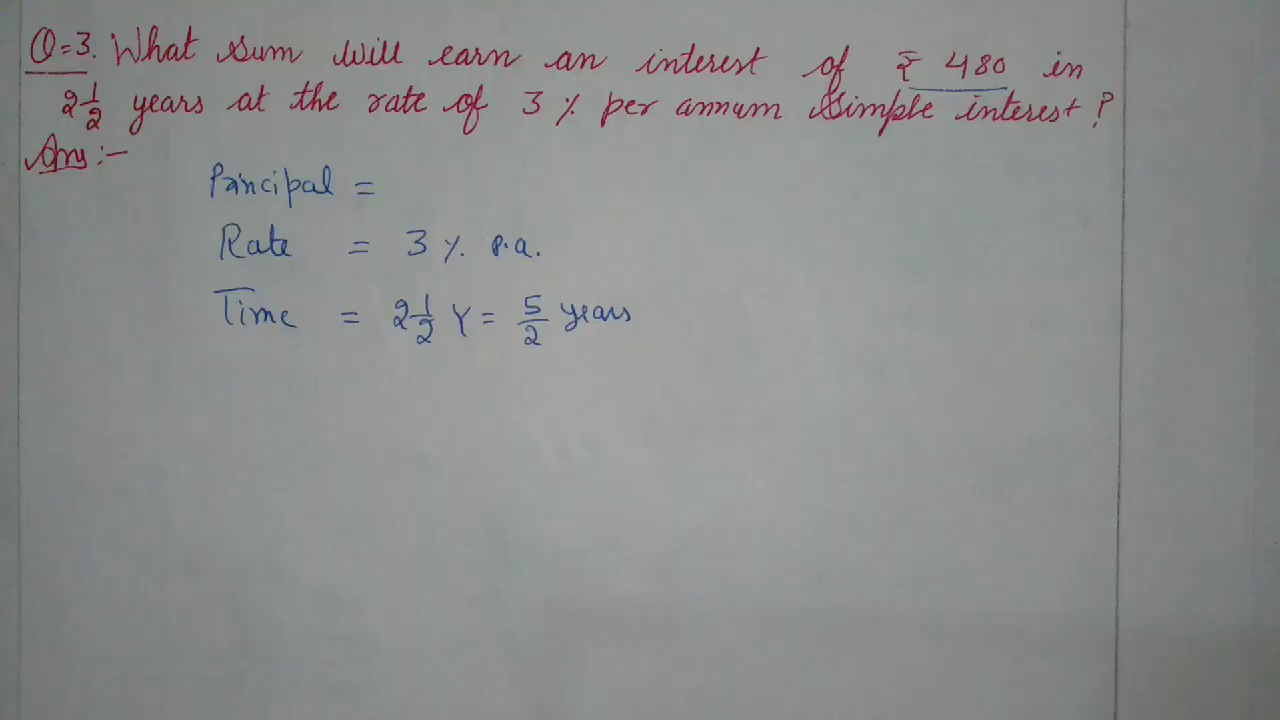 Q=3. What sum will earn an interest of ₹ 480 in
2 1/2 years at the rate of 3 % per annum Simple interest ?
Ans :-
Principal =
Rate = 3 %. P.a.
Time = 2 1/2 Y = 5/2 years